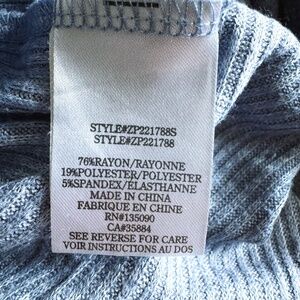 STYLE#ZP221788S
STYLE#ZP221788
76%RAYON/RAYONNE
19%POLYESTER/POLYESTER
5%SPANDEX/ÉLASTHANNE
MADE IN CHINA
FABRIQUE EN CHINE
RN#135090
CA#35884
SEE REVERSE FOR CARE
VOIR INSTRUCTIONS AU DOS